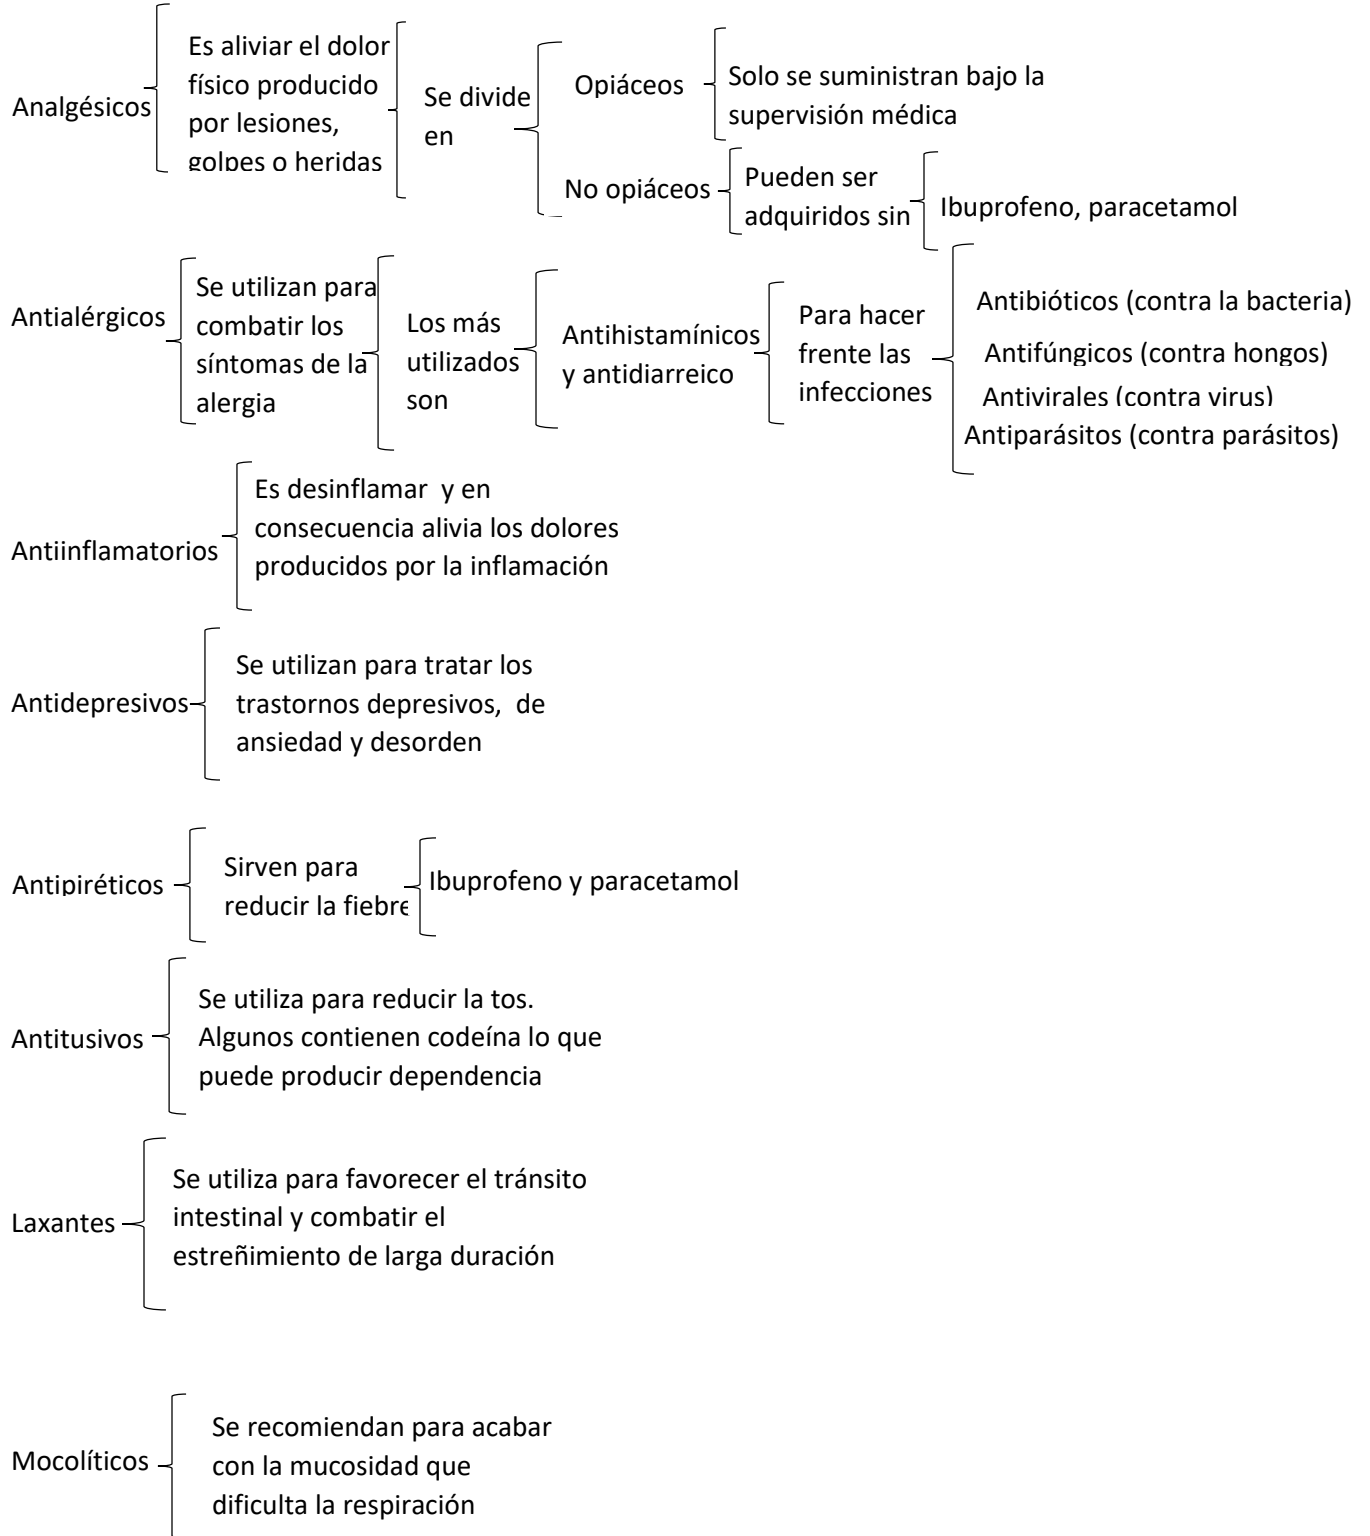 Analgésicos
Es aliviar el dolor
físico producido
por lesiones,
golpes o heridas
Se divide
en
Opiáceos
Solo se suministran bajo la
supervisión médica
No opiáceos
Pueden ser
adquiridos sin
Ibuprofeno, paracetamol
Antialérgicos
Se utilizan para
combatir los
síntomas de la
alergia
Los más
utilizados
son
Antihistamínicos
y antidiarreico
Para hacer
frente las
infecciones
Antibióticos (contra la bacteria)
Antifúngicos (contra hongos)
Antivirales (contra virus)
Antiparásitos (contra parásitos)
Antiinflamatorios
Es desinflamar y en
consecuencia alivia los dolores
producidos por la inflamación
Antidepresivos
Se utilizan para tratar los
trastornos depresivos, de
ansiedad y desorden
Antipiréticos
Sirven para
reducir la fiebre
Ibuprofeno y paracetamol
Antitusivos
Se utiliza para reducir la tos.
Algunos contienen codeína lo que
puede producir dependencia
Laxantes
Se utiliza para favorecer el tránsito
intestinal y combatir el
estreñimiento de larga duración
Mocolíticos
Se recomiendan para acabar
con la mucosidad que
dificulta la respiración